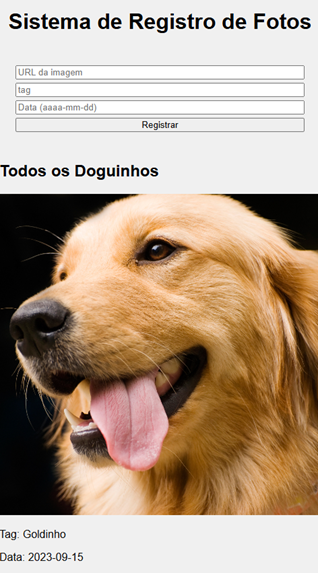 Sistema de Registro de Fotos
URL da imagem
tag
Data (aaaa-mm-dd)
Registrar
Todos os Doguinhos
Tag: Goldinho
Data: 2023-09-15